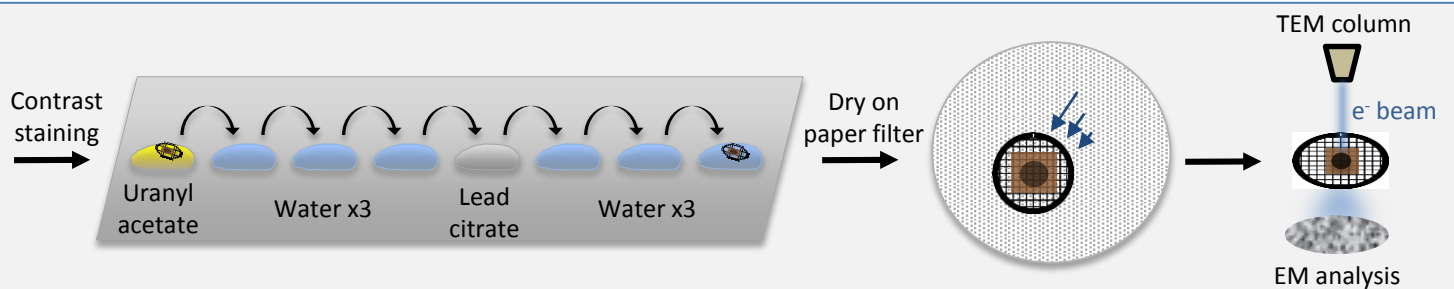 Contrast
staining
Uranyl
acetate
Water x3
Lead
citrate
Water x3
Dry on
paper filter
TEM column
e- beam
EM analysis